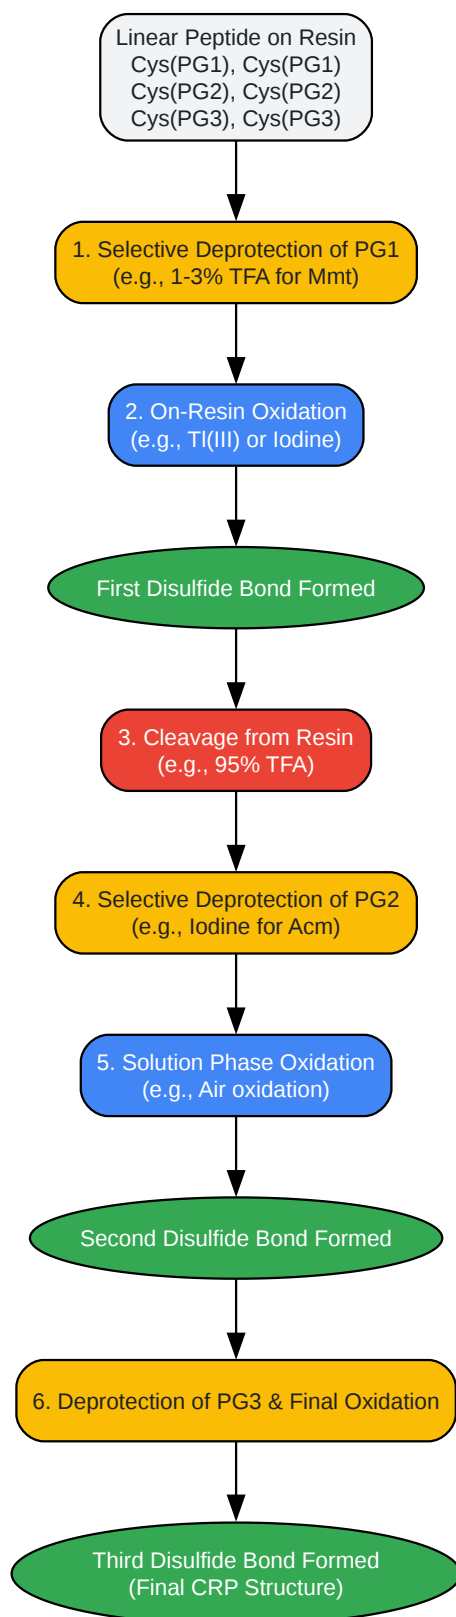 Linear Peptide on Resin
Cys(PG1), Cys(PG1)
Cys(PG2), Cys(PG2)
Cys(PG3), Cys(PG3)
1. Selective Deprotection of PG1
(e.g., 1-3% TFA for Mmt)
2. On-Resin Oxidation
(e.g., Tl(III) or Iodine)
First Disulfide Bond Formed
3. Cleavage from Resin
(e.g., 95% TFA)
4. Selective Deprotection of PG2
(e.g., Iodine for Acm)
5. Solution Phase Oxidation
(e.g., Air oxidation)
Second Disulfide Bond Formed
6. Deprotection of PG3 & Final Oxidation
Third Disulfide Bond Formed
(Final CRP Structure)